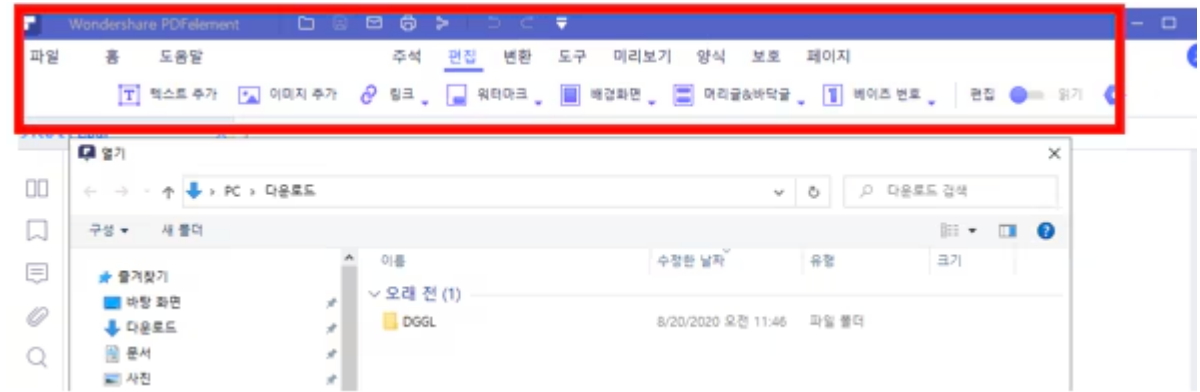 Wondershare PDFelement
파일 홈 도움말 주석 편집 변환 도구 미리보기 양식 보호 페이지
텍스트 추가 이미지 추가 링크 워터마크 배경화면 머리글&바닥글 베이츠 번호 편집 읽기
열기
PC › 다운로드 다운로드 검색
구성 새 폴더
이름 수정한 날짜 유형 크기
즐겨찾기
오래 전 (1)
바탕 화면
DGGL 8/20/2020 오전 11:46 파일 폴더
다운로드
문서
사진